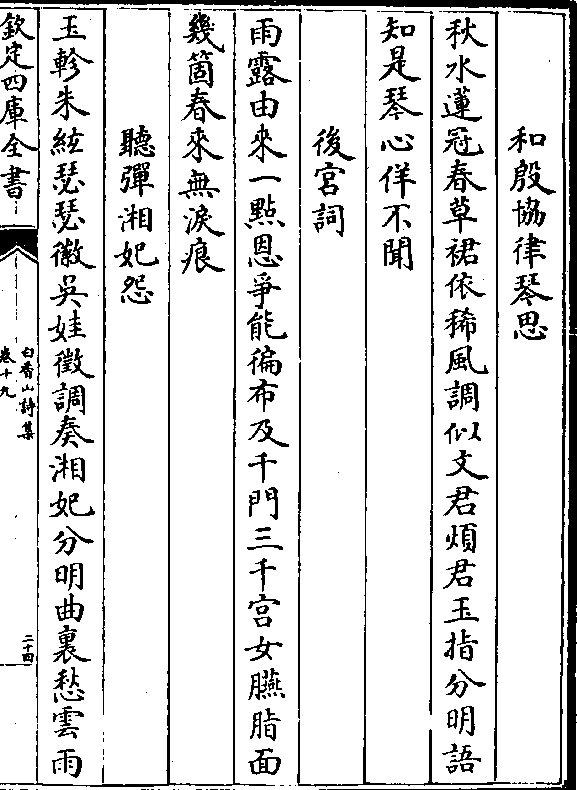 和殷協律琴思
秋水蓮冠春草裙依稀風調似文君煩君玉指分明語
知是琴心佯不聞
後宮詞
雨露由來一點恩爭能徧布及千門三千宮女臙脂面
幾箇春來無淚痕
聽彈湘妃怨
玉軫朱絃瑟瑟徽吳娃徵調奏湘妃分明曲裏愁雲雨
欽定四庫全書
白香山詩集
卷十九
二十四